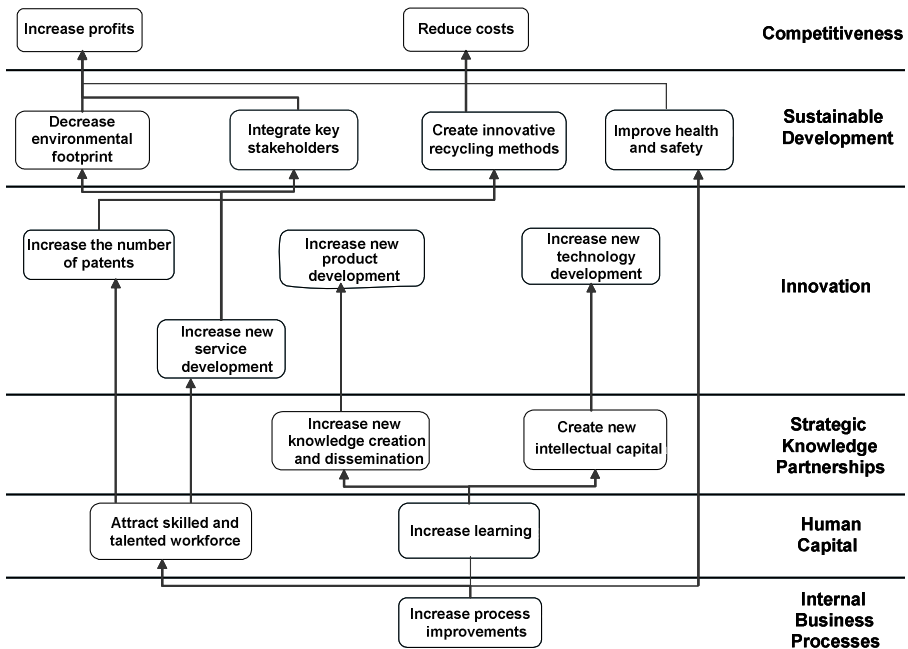 Increase profits
Reduce costs
Competitiveness
Decrease
environmental
footprint
Integrate key
stakeholders
Create innovative
recycling methods
Improve health
and safety
Sustainable
Development
Increase the number
of patents
Increase new
product
development
Increase new
technology
development
Innovation
Increase new
service
development
Increase new
knowledge creation
and dissemination
Create new
intellectual capital
Strategic
Knowledge
Partnerships
Attract skilled and
talented workforce
Increase learning
Human
Capital
Increase process
improvements
Internal
Business
Processes